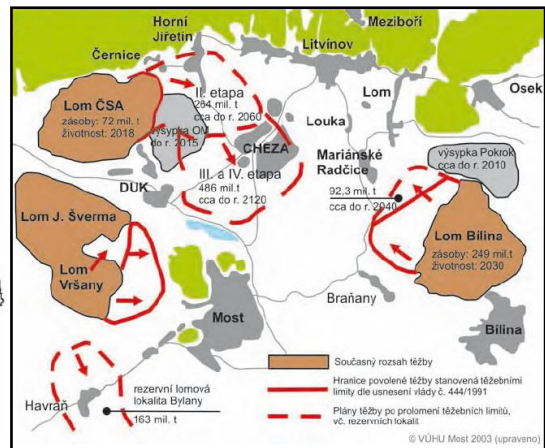 Horní
Jiřetín
Meziboří
Černice
Litvínov
Lom ČSA
zásoby: 72 mil. t
životnost: 2018
II. etapa
264 mil. t
cca do r. 2060
výsypka OM
do r. 2015
CHEZA
III. a IV. etapa
486 mil.t
cca do r. 2120
DUK
Lom
Osek
Louka
Mariánské
Radčice
92,3 mil. t
cca do r. 2040
výsypka Pokrok
cca do r. 2010
Lom Bílina
zásoby: 249 mil.t
životnost: 2030
Lom J. Šverma
Lom
Vršany
Most
Braňany
Bílina
Havraň
rezervní lomová
lokalita Bylany
163 mil. t
Současný rozsah těžby
Hranice povolené těžby stanovená těžebními
limity dle usnesení vlády č. 444/1991
Plány těžby po prolomení těžebních limitů,
vč. rezervních lokalit
© VÚHU Most 2003 (upraveno)